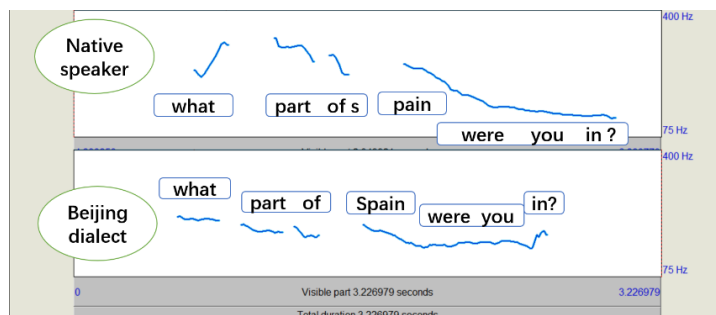 400 Hz
Native
speaker
what part of s pain
were you in ?
75 Hz
400 Hz
what
part of Spain in?
were you
Beijing
dialect
75 Hz
0 Visible part 3.226979 seconds 3.226979
Total duration 3.226979 seconds